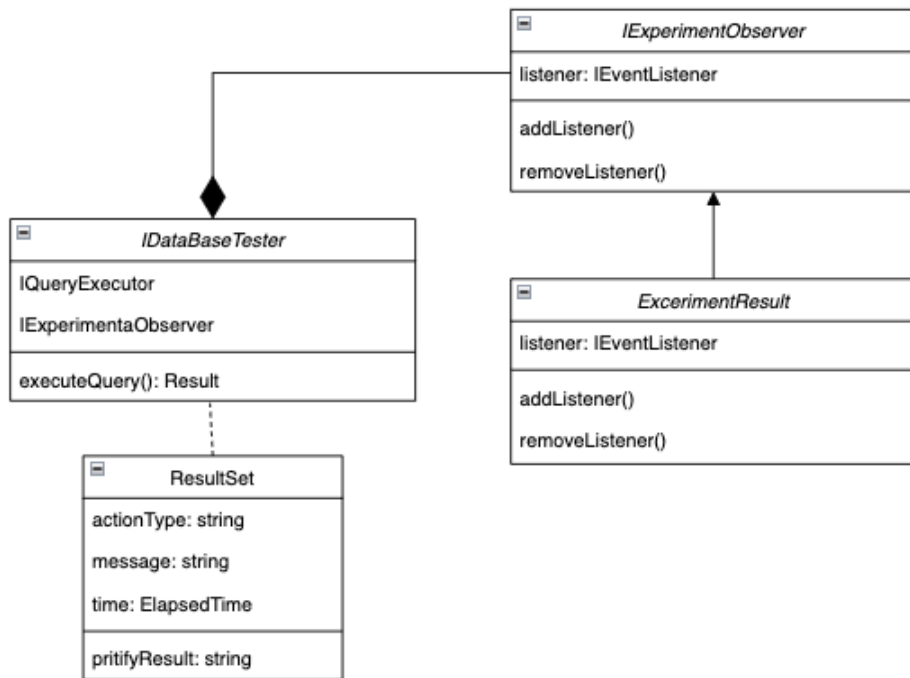 IExperimentObserver
listener: IEventListener
addListener()
removeListener()
IDataBaseTester
IQueryExecutor
IExperimentaObserver
executeQuery(): Result
ExcerimentResult
listener: IEventListener
addListener()
removeListener()
ResultSet
actionType: string
message: string
time: ElapsedTime
pritifyResult: string